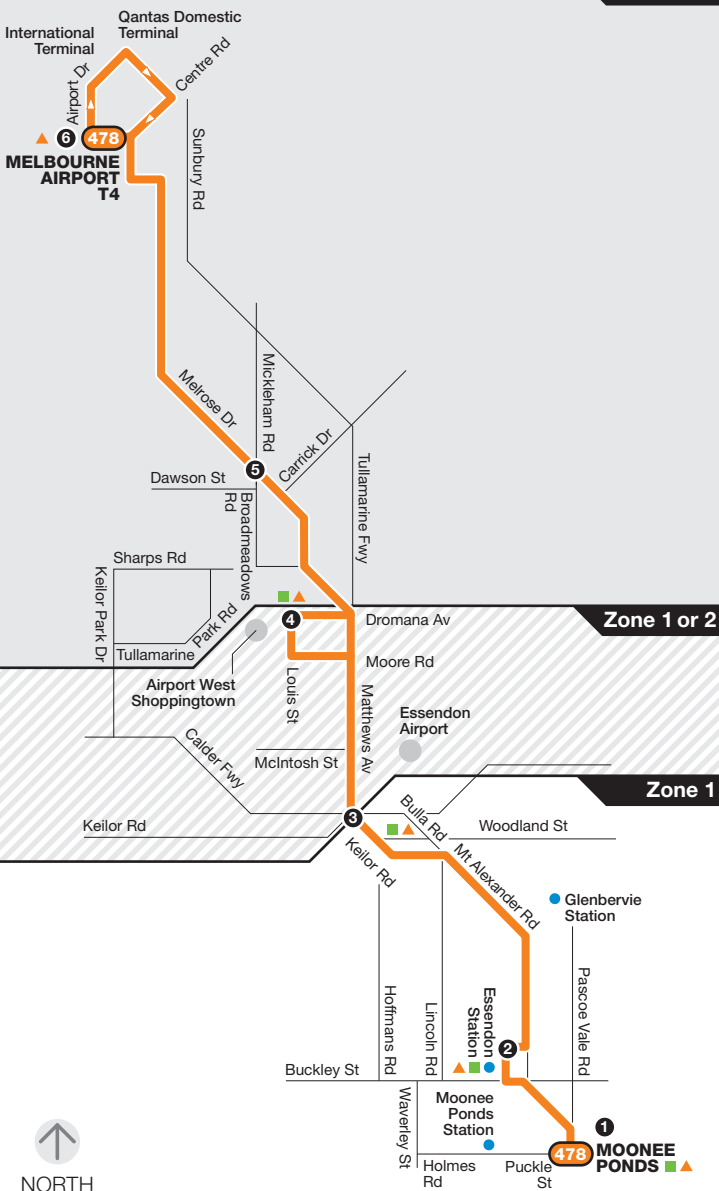 Qantas Domestic
Terminal
International
Terminal
Airport Dr
Centre Rd
6
478
MELBOURNE
AIRPORT
T4
Sunbury Rd
Melrose Dr
Mickleham Rd
Carrick Dr
5
Dawson St
Broadmeadows
Rd
Tullamarine Fwy
Sharps Rd
Keilor Park Dr
Tullamarine
Park Rd
4
Dromana Av
Zone 1 or 2
Moore Rd
Airport West
Shoppingtown
Louis St
Matthews Av
Essendon
Airport
Calder Fwy
McIntosh St
Zone 1
3
Keilor Rd
Bulla Rd
Woodland St
Keilor Rd
Mt Alexander Rd
Glenbervie
Station
Hoffmans Rd
Lincoln Rd
Essendon
Station
2
Pascoe Vale Rd
Buckley St
Waverley St
Moonee
Ponds
Station
1
478
MOONEE
PONDS
Holmes
Rd
Puckle
St
NORTH